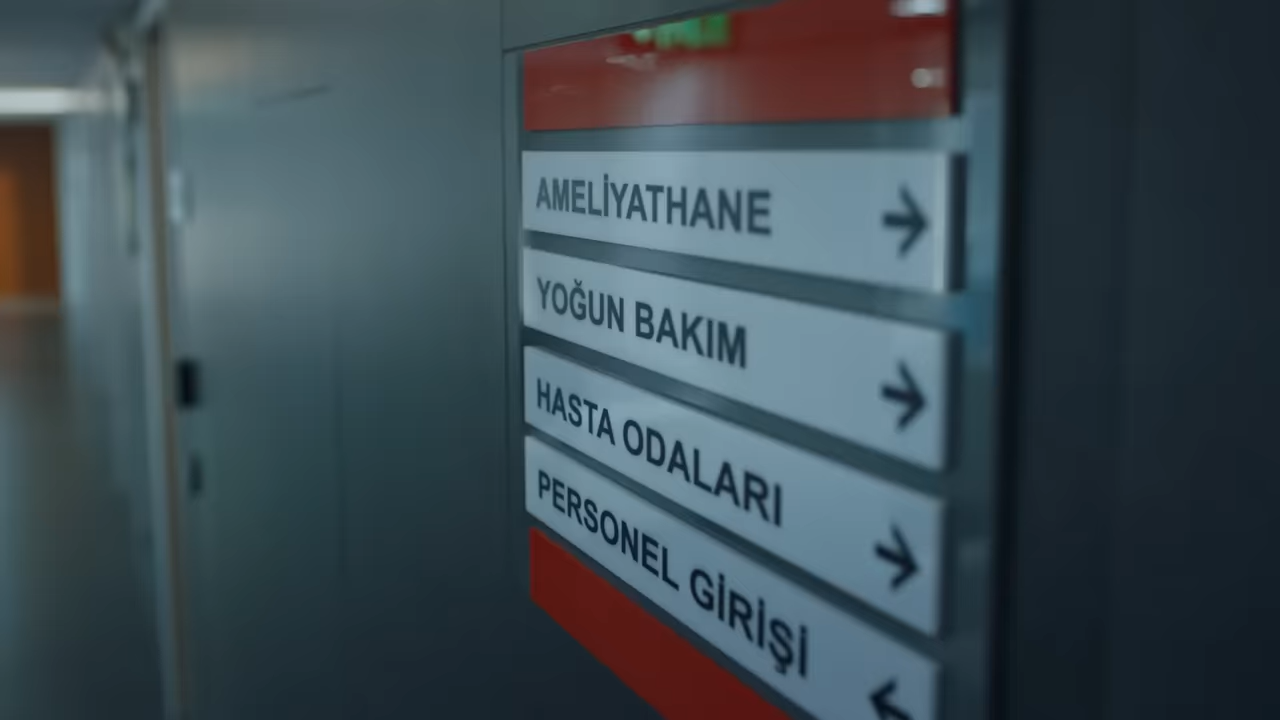 AMELİYATHANE →
YOĞUN BAKIM →
HASTA ODALARI →
PERSONEL GİRİŞİ ←